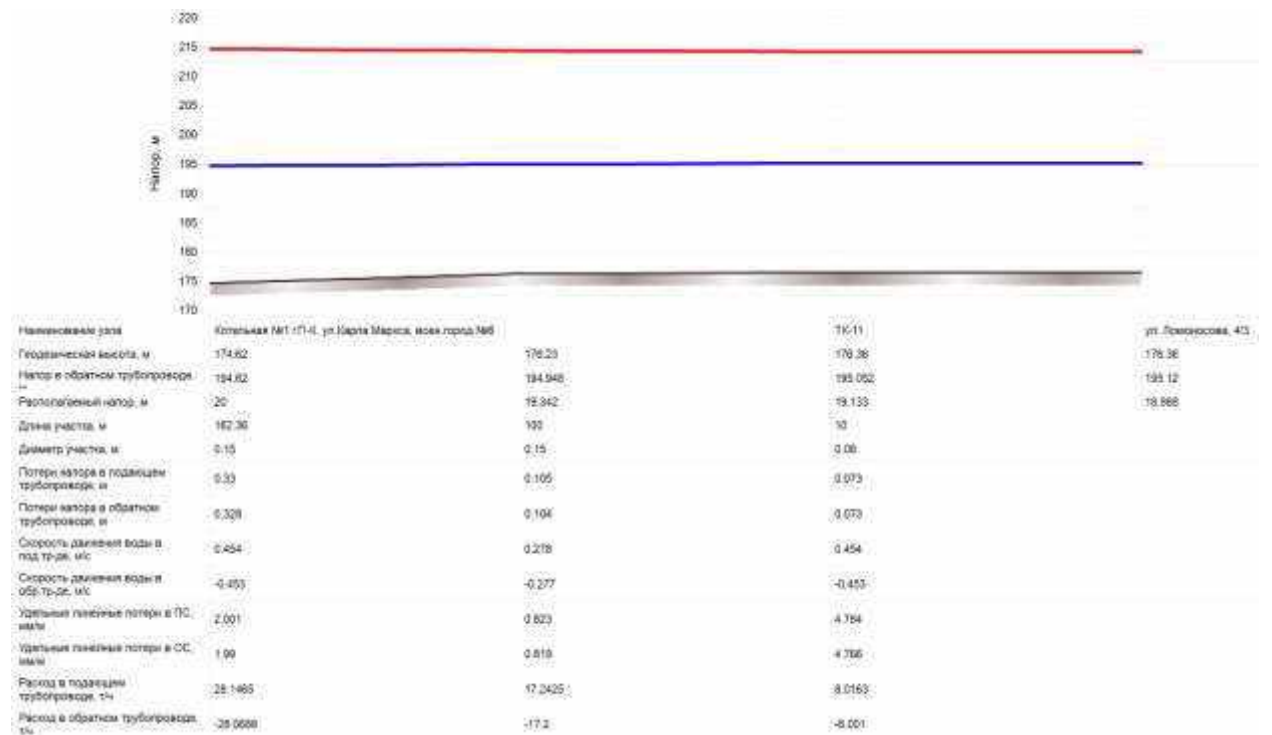 220
215
210
205
200
195
190
185
180
175
170
Напор, м
Наименование узла Котельная №1 г.П-К, ул.Карла Маркса, №6 ТК-11 ул. Ломоносова, 4/3
Геодезическая высота, м 174.62 176.23 176.36 176.36
Напор в обратном трубопроводе, м 194.62 194.948 195.052 195.12
Располагаемый напор, м 20 19.342 19.133 18.988
Длина участка, м 162.36 100 10
Диаметр участка, м 0.15 0.15 0.08
Потери напора в подающем
трубопроводе, м 0.33 0.105 0.073
Потери напора в обратном
трубопроводе, м 0.328 0.104 0.073
Скорость движения воды в
под.тр-де, м/с 0.454 0.278 0.454
Скорость движения воды в
обр.тр-де, м/с -0.453 -0.277 -0.453
Удельные линейные потери в ПС,
мм/м 2.001 0.823 4.784
Удельные линейные потери в ОС,
мм/м 1.99 0.819 4.766
Расход в подающем
трубопроводе, т/ч 28.1465 17.2425 8.0163
Расход в обратном трубопроводе,
т/ч -28.0688 -17.2 -8.001